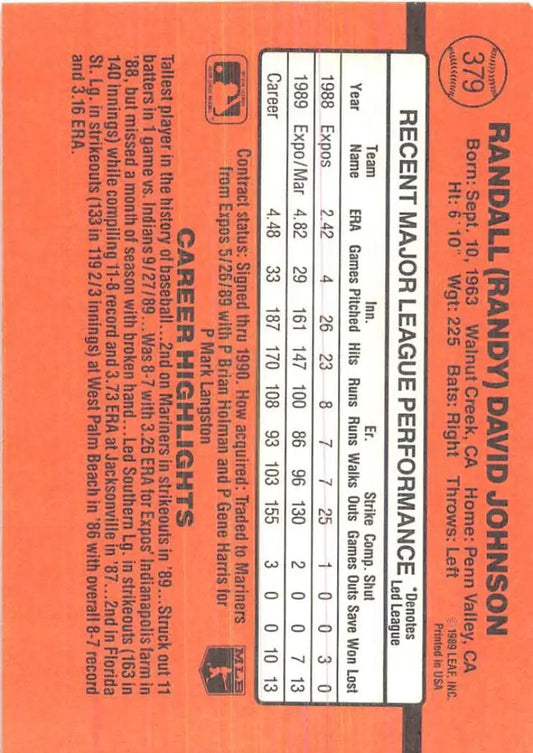 379
RANDALL (RANDY) DAVID JOHNSON
Born: Sept. 10, 1963 Walnut Creek, CA Home: Penn Valley, CA
Ht: 6' 10" Wgt: 225 Bats: Right Throws: Left
© 1989 LEAF, INC.
Printed in USA
RECENT MAJOR LEAGUE PERFORMANCE *Denotes Led League
Year Team Name ERA Games Inn. Pitched Hits Runs Er. Runs Walks Strike Outs Comp. Games Shut Outs Save Won Lost
1988 Expos 2.42 4 26 23 8 7 7 25 1 0 0 3 0
1989 Expo/Mar 4.82 29 161 147 100 86 96 130 2 0 0 7 13
Career 4.48 33 187 170 108 93 103 155 3 0 0 10 13
Contract status: Signed thru 1990. How acquired: Traded to Mariners
from Expos 5/26/89 with P Brian Holman and P Gene Harris for
P Mark Langston
MLB
CAREER HIGHLIGHTS
Tallest player in the history of baseball...2nd on Mariners in strikeouts in '89...Struck out 11
batters in 1 game vs. Indians 9/27/89...Was 8-7 with 3.26 ERA for Expos' Indianapolis farm in
'88, but missed a month of season with broken hand...Led Southern Lg. in strikeouts (163 in
140 innings) while compiling 11-8 record and 3.73 ERA at Jacksonville in '87...2nd in Florida
St. Lg. in strikeouts (133 in 119 2/3 innings) at West Palm Beach in '86 with overall 8-7 record
and 3.16 ERA.